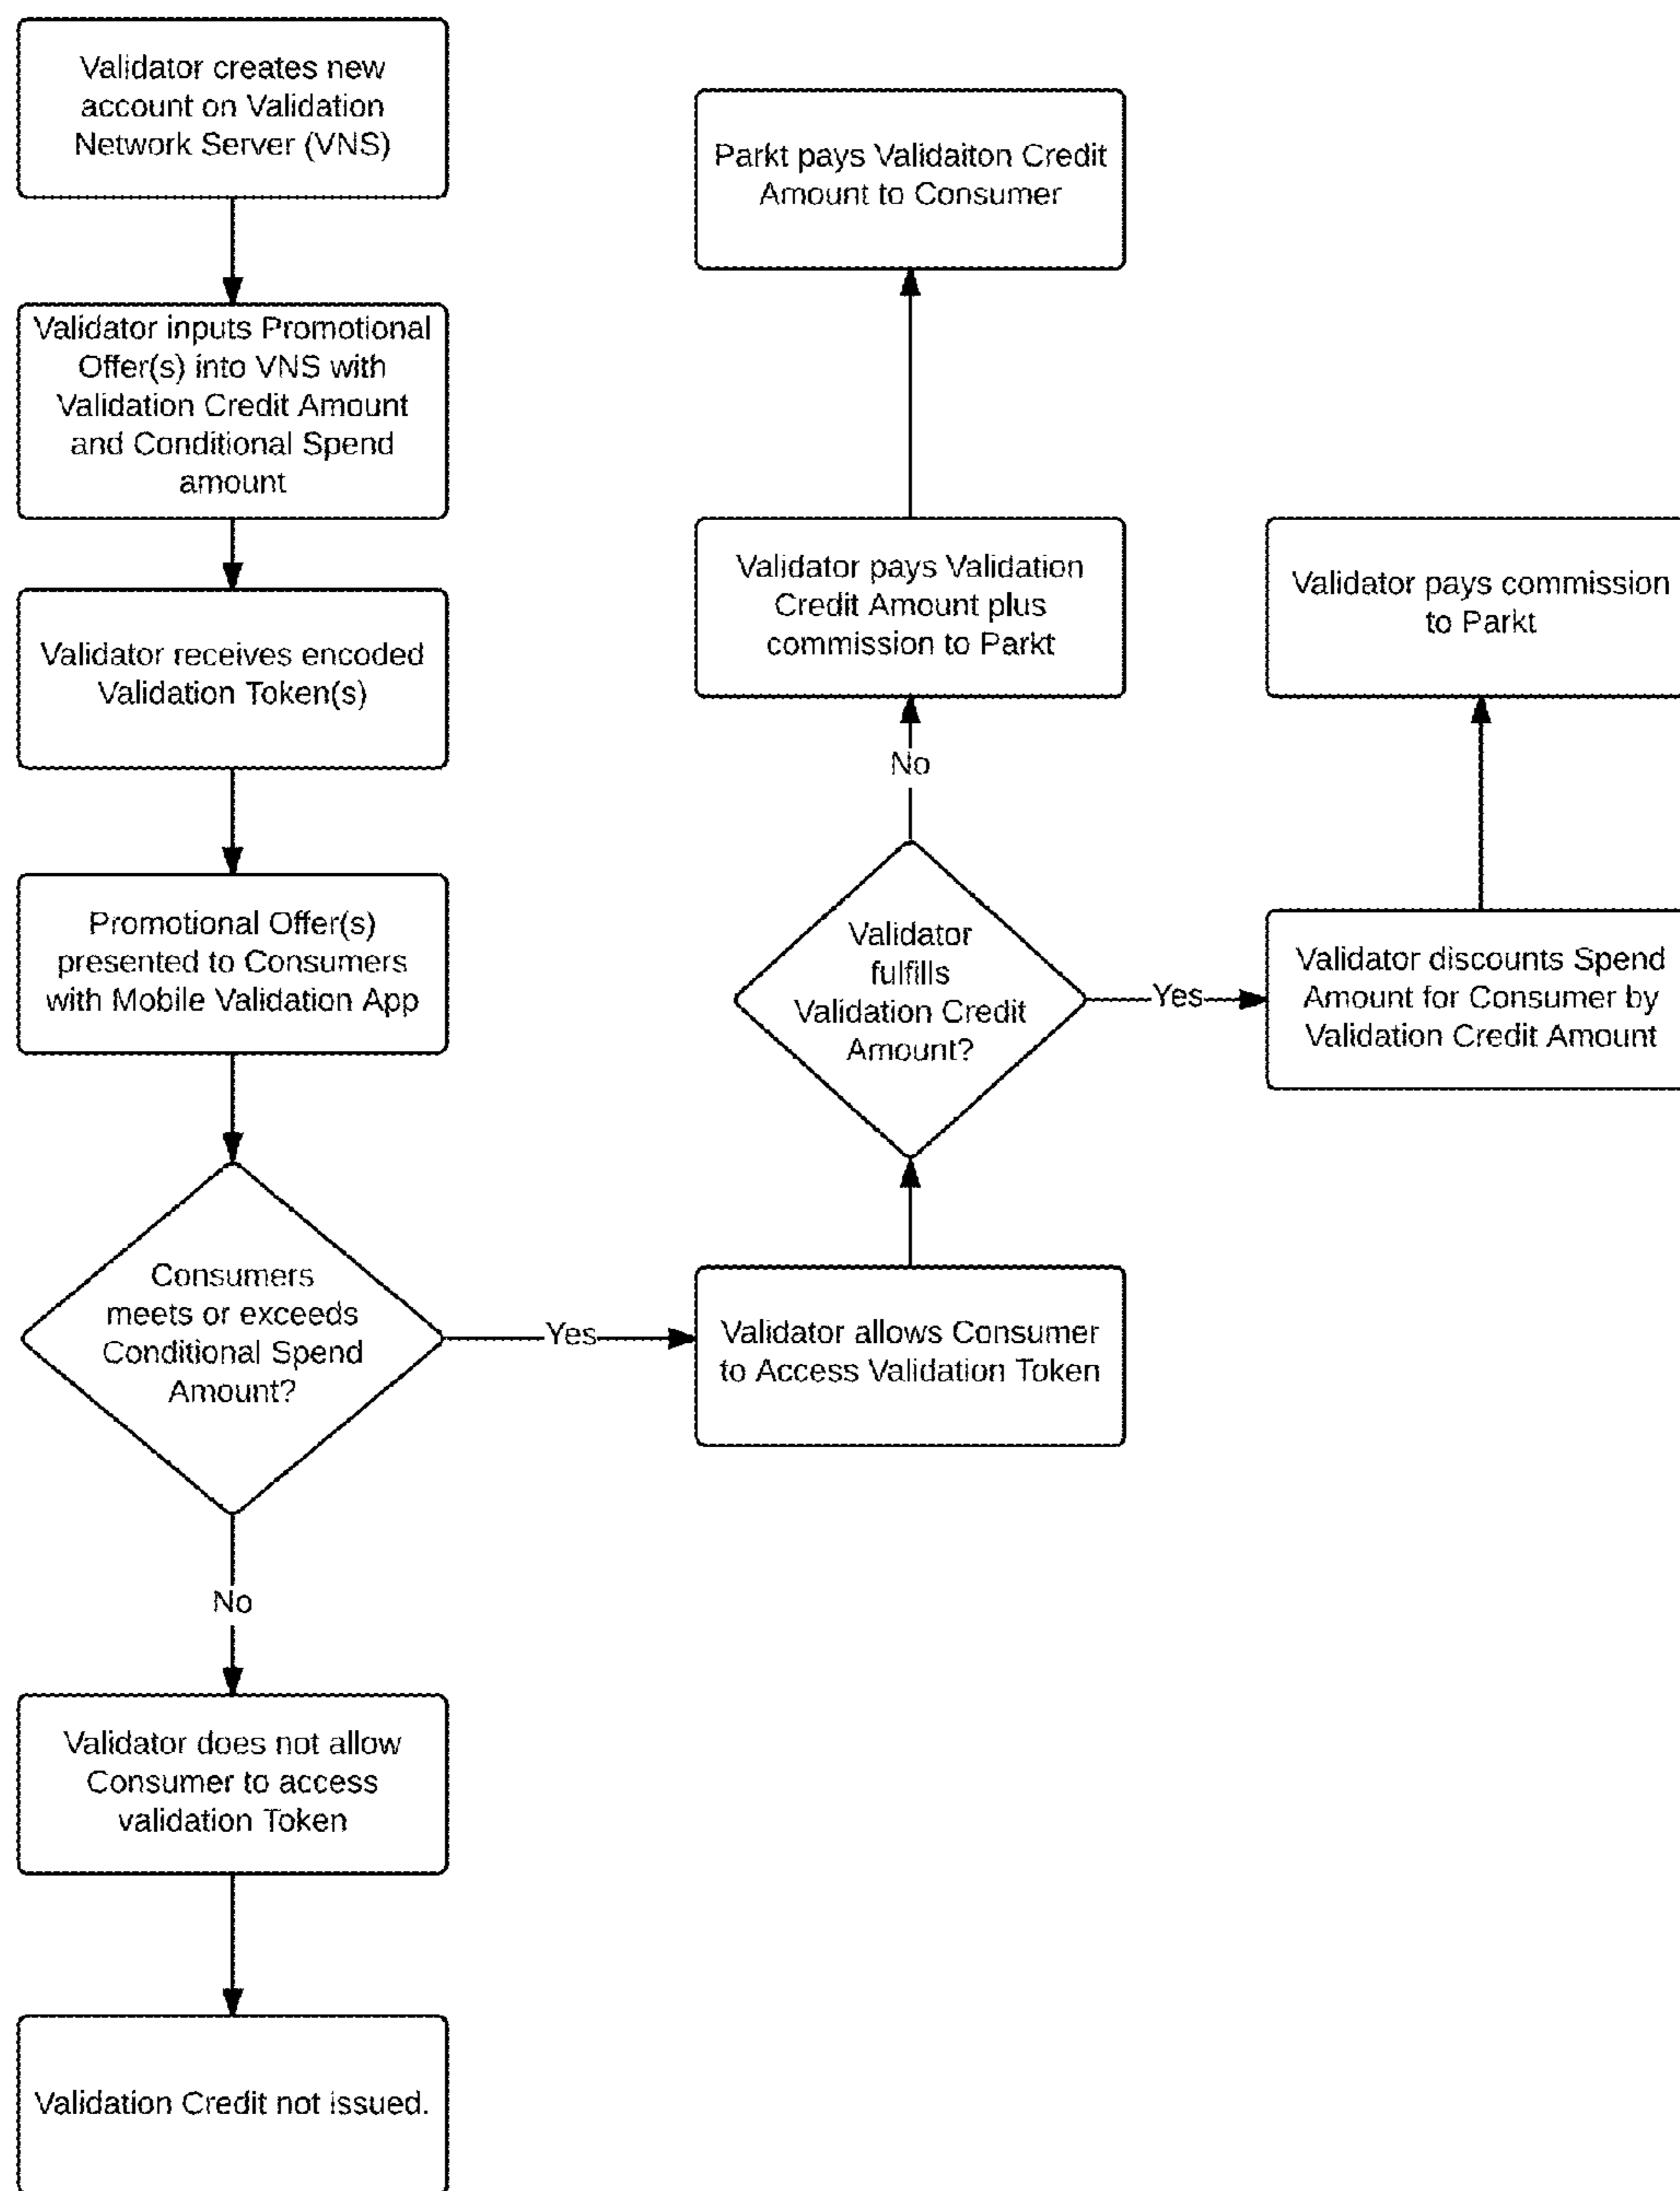 Validator creates new
account on Validation
Network Server (VNS)
Validator inputs Promotional
Offer(s) into VNS with
Validation Credit Amount
and Conditional Spend
amount
Validator receives encoded
Validation Token(s)
Promotional Offer(s)
presented to Consumers
with Mobile Validation App
Consumers
meets or exceeds
Conditional Spend
Amount?
No
Validator does not allow
Consumer to access
validation Token
Validation Credit not issued.
Yes
Validator allows Consumer
to Access Validation Token
Validator
fulfills
Validation Credit
Amount?
No
Validator pays Validation
Credit Amount plus
commission to Parkt
Parkt pays Validaiton Credit
Amount to Consumer
Yes
Validator discounts Spend
Amount for Consumer by
Validation Credit Amount
Validator pays commission
to Parkt